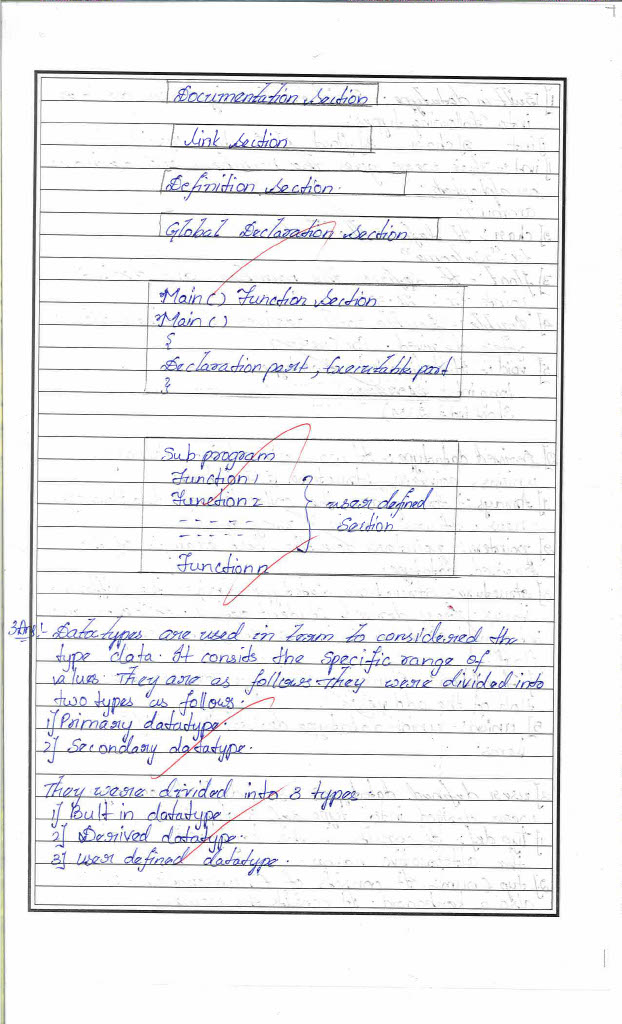 Documentation Section
Link Section
Definition Section.
Global Declaration Section
Main() Function Section
Main()
{
Declaration part, Executable part
}
Sub program
Function 1
Function 2
- - - - -
- - - - -
} user defined
Section
Function n
3Ans:- Datatypes are used in term to considered the
type data. It consits the specific range of
values. They are as follows They were divided into
two types as follows.
1] Primary datatype.
2] Secondary datatype.
They were divided into 3 types
1] Bult in datatype
2] Derived datatype.
3] user defined datatype.